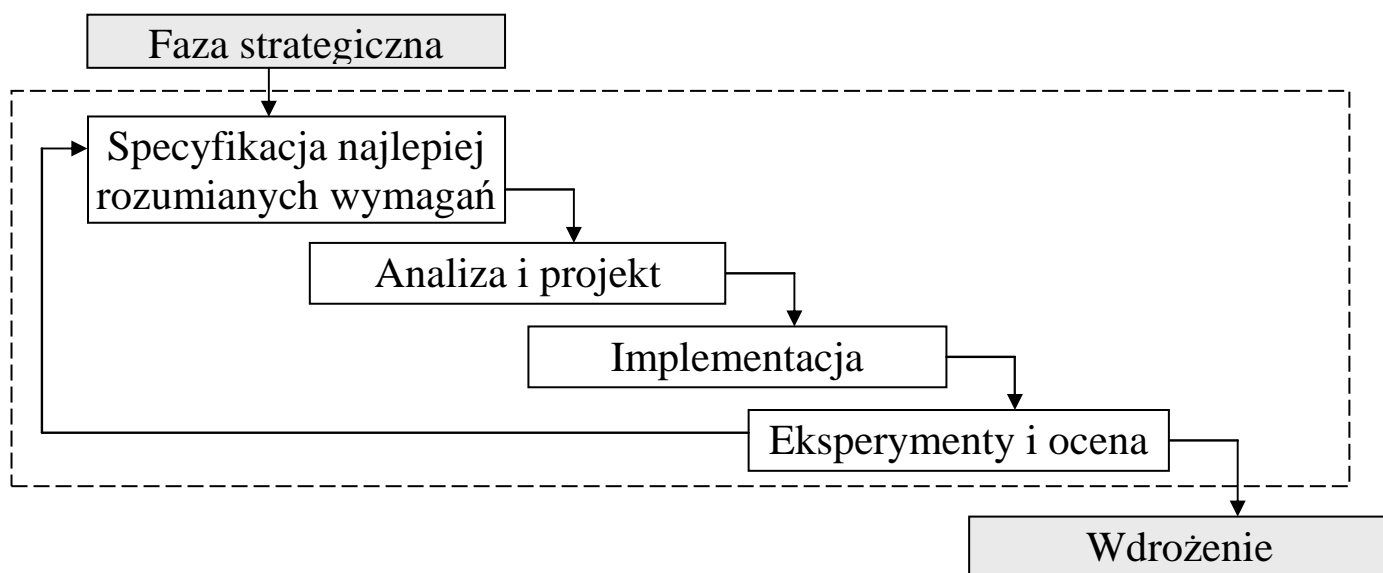 Faza strategiczna
Specyfikacja najlepiej
rozumianych wymagań
Analiza i projekt
Implementacja
Eksperymenty i ocena
Wdrożenie